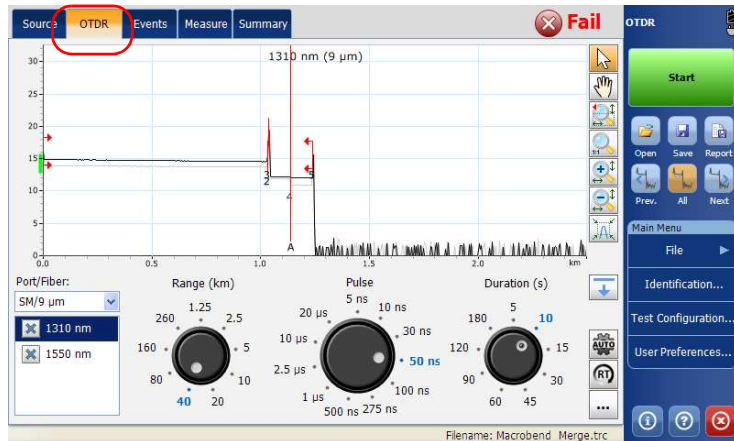 Source OTDR Events Measure Summary Fail OTDR
1310 nm (9 µm)
30
25
20
15
10
5
0
3
2
4
5
A
0.0 0.5 1.0 1.5 2.0 km
Start
Open Save Report
Prev. All Next
Main Menu
File
Identification...
Test Configuration...
User Preferences...
Port/Fiber:
SM/9 µm
1310 nm
1550 nm
Range (km)
1.25
260 2.5
160 5
80 10
40 20
Pulse
5 ns
20 µs 10 ns
10 µs 30 ns
2.5 µs 50 ns
1 µs 100 ns
500 ns 275 ns
Duration (s)
5
180 10
120 15
90 30
60 45
1:1
AUTO
RT
...
Filename: Macrobend_Merge.trc